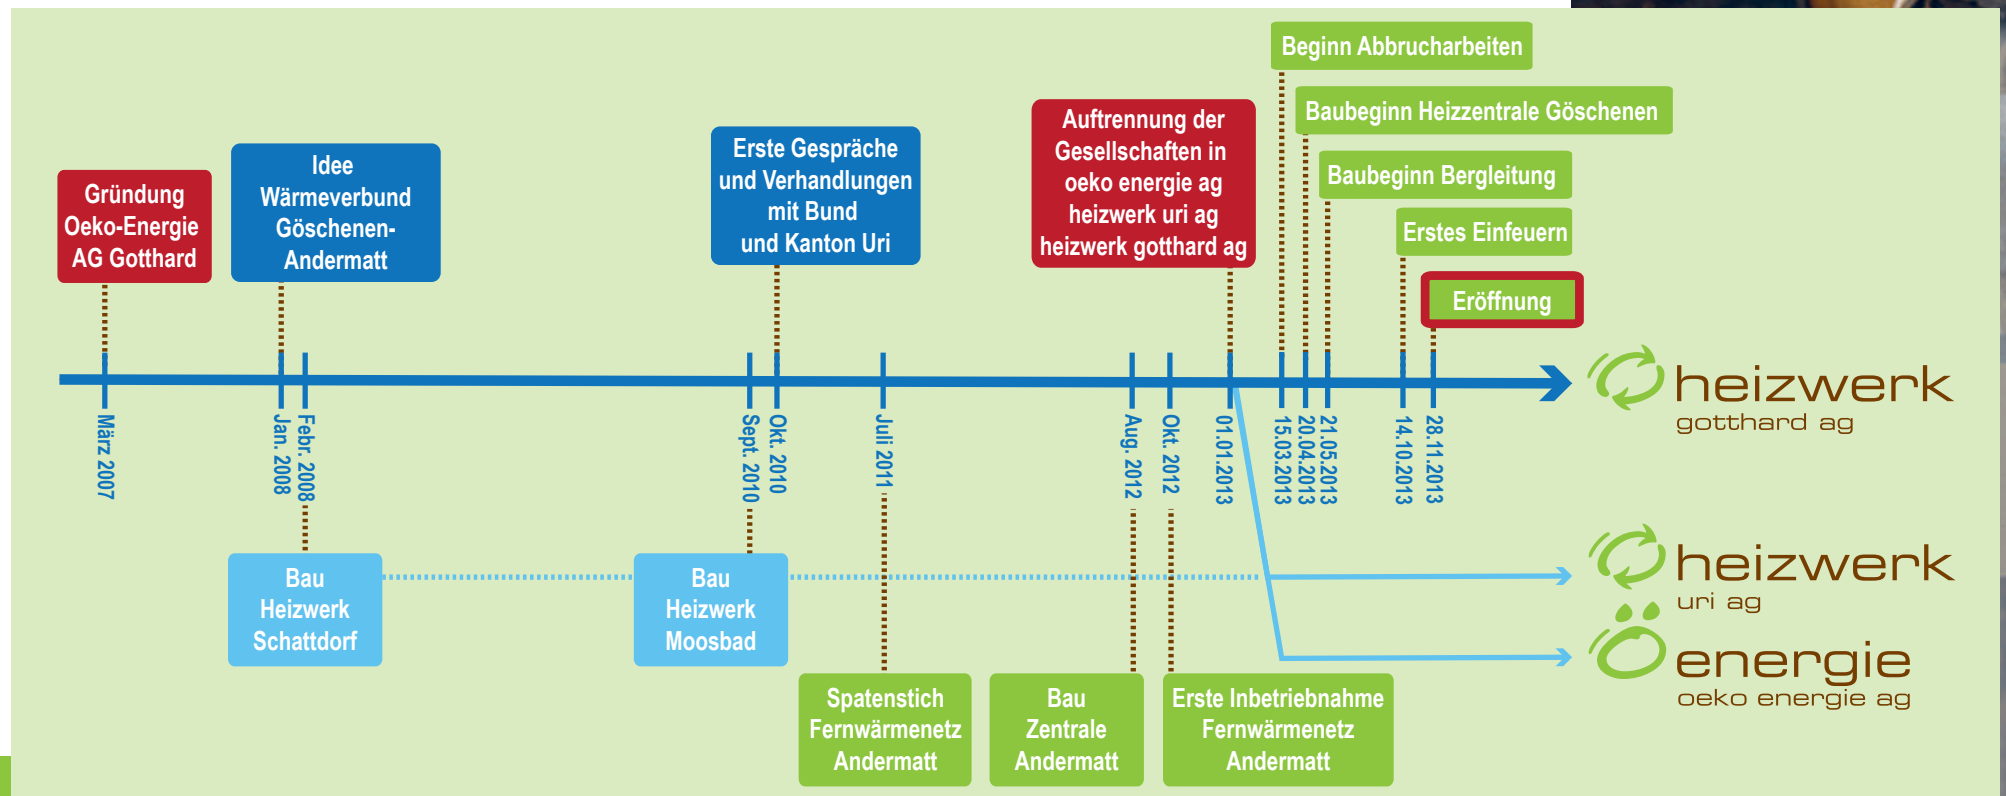 Beginn Abbrucharbeiten
Baubeginn Heizzentrale Göschenen
Baubeginn Bergleitung
Erstes Einfeuern
Eröffnung
Gründung
Oeko-Energie
AG Gotthard
Idee
Wärmeverbund
Göschenen-
Andermatt
Erste Gespräche
und Verhandlungen
mit Bund
und Kanton Uri
Auftrennung der
Gesellschaften in
oeko energie ag
heizwerk uri ag
heizwerk gotthard ag
März 2007
Jan. 2008
Febr. 2008
Sept. 2010
Okt. 2010
Juli 2011
Aug. 2012
Okt. 2012
01.01.2013
15.03.2013
20.04.2013
21.05.2013
14.10.2013
28.11.2013
heizwerk
gotthard ag
Bau
Heizwerk
Schattdorf
Bau
Heizwerk
Moosbad
heizwerk
uri ag
energie
oeko energie ag
Spatenstich
Fernwärmenetz
Andermatt
Bau
Zentrale
Andermatt
Erste Inbetriebnahme
Fernwärmenetz
Andermatt